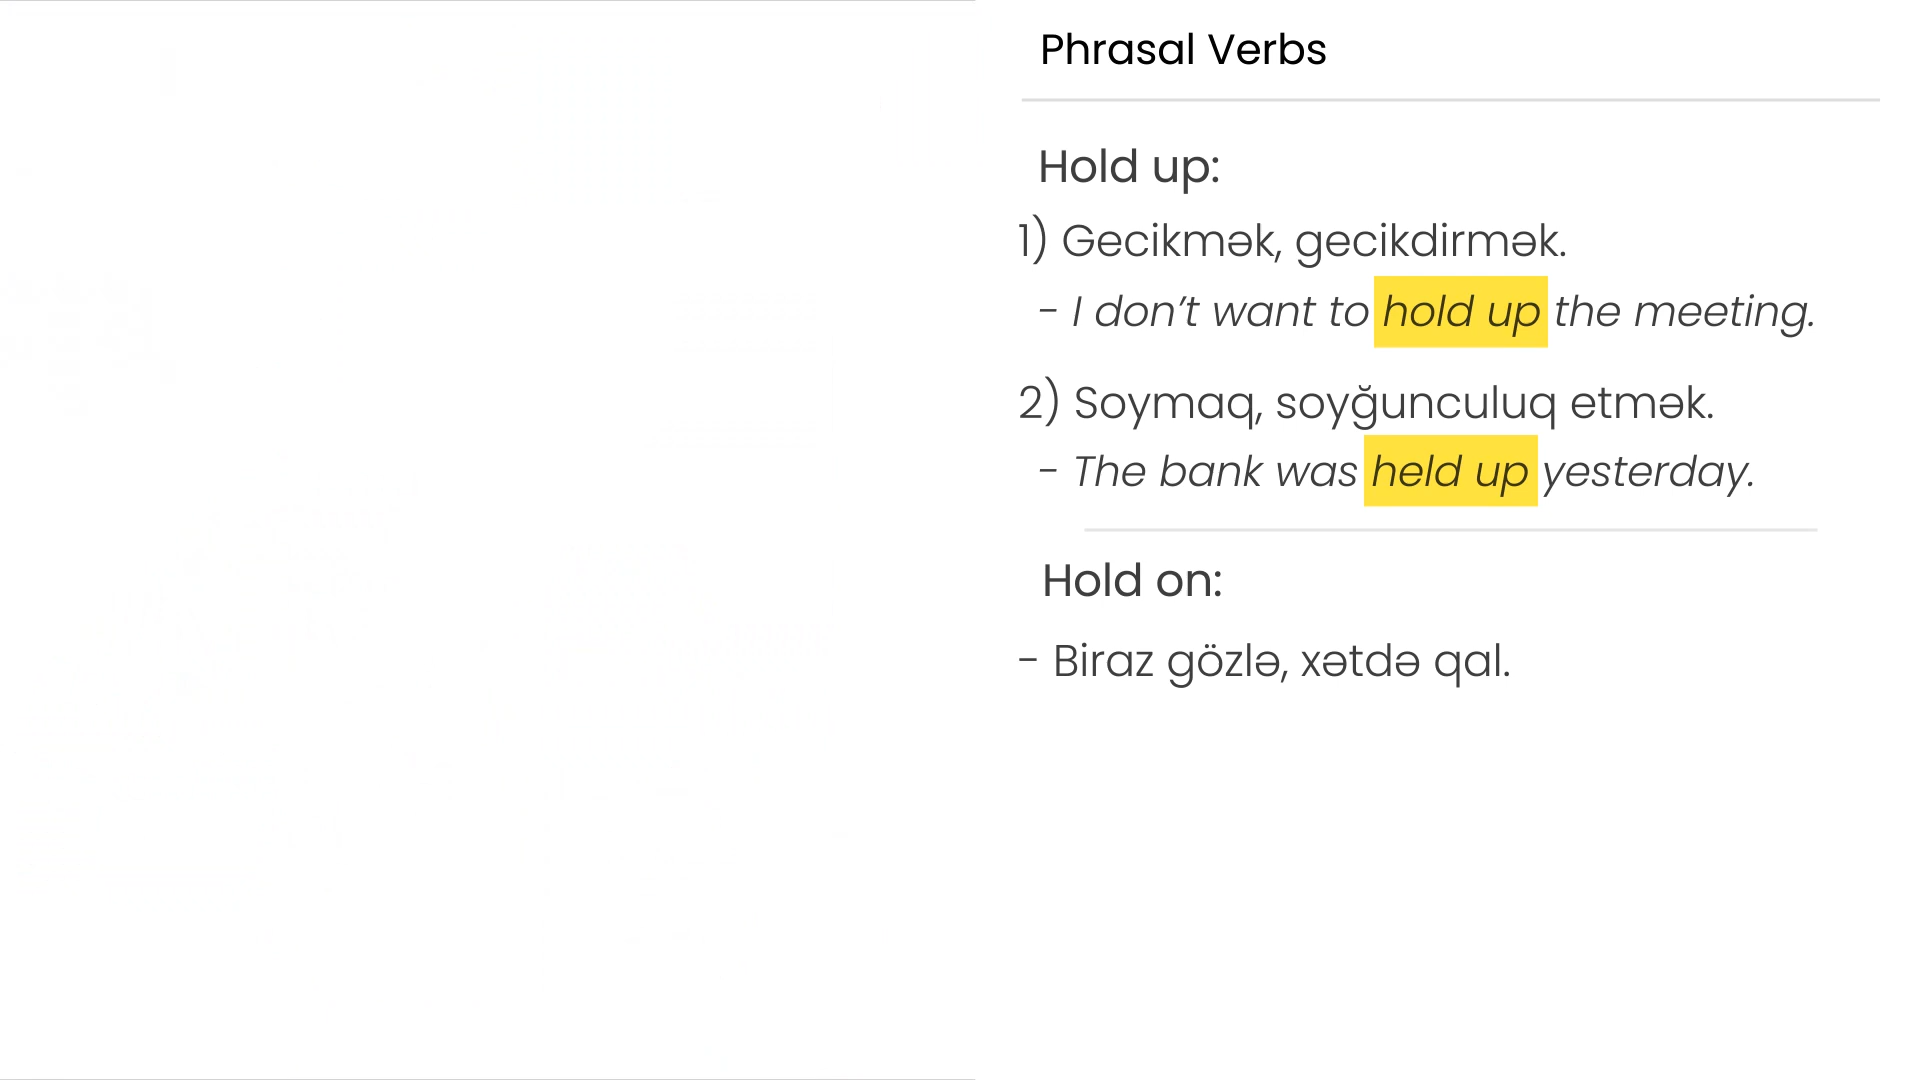 Phrasal Verbs
Hold up:
1) Gecikmək, gecikdirmək.
- I don’t want to hold up the meeting.
2) Soymaq, soyğunculuq etmək.
- The bank was held up yesterday.
Hold on:
- Biraz gözlə, xətdə qal.